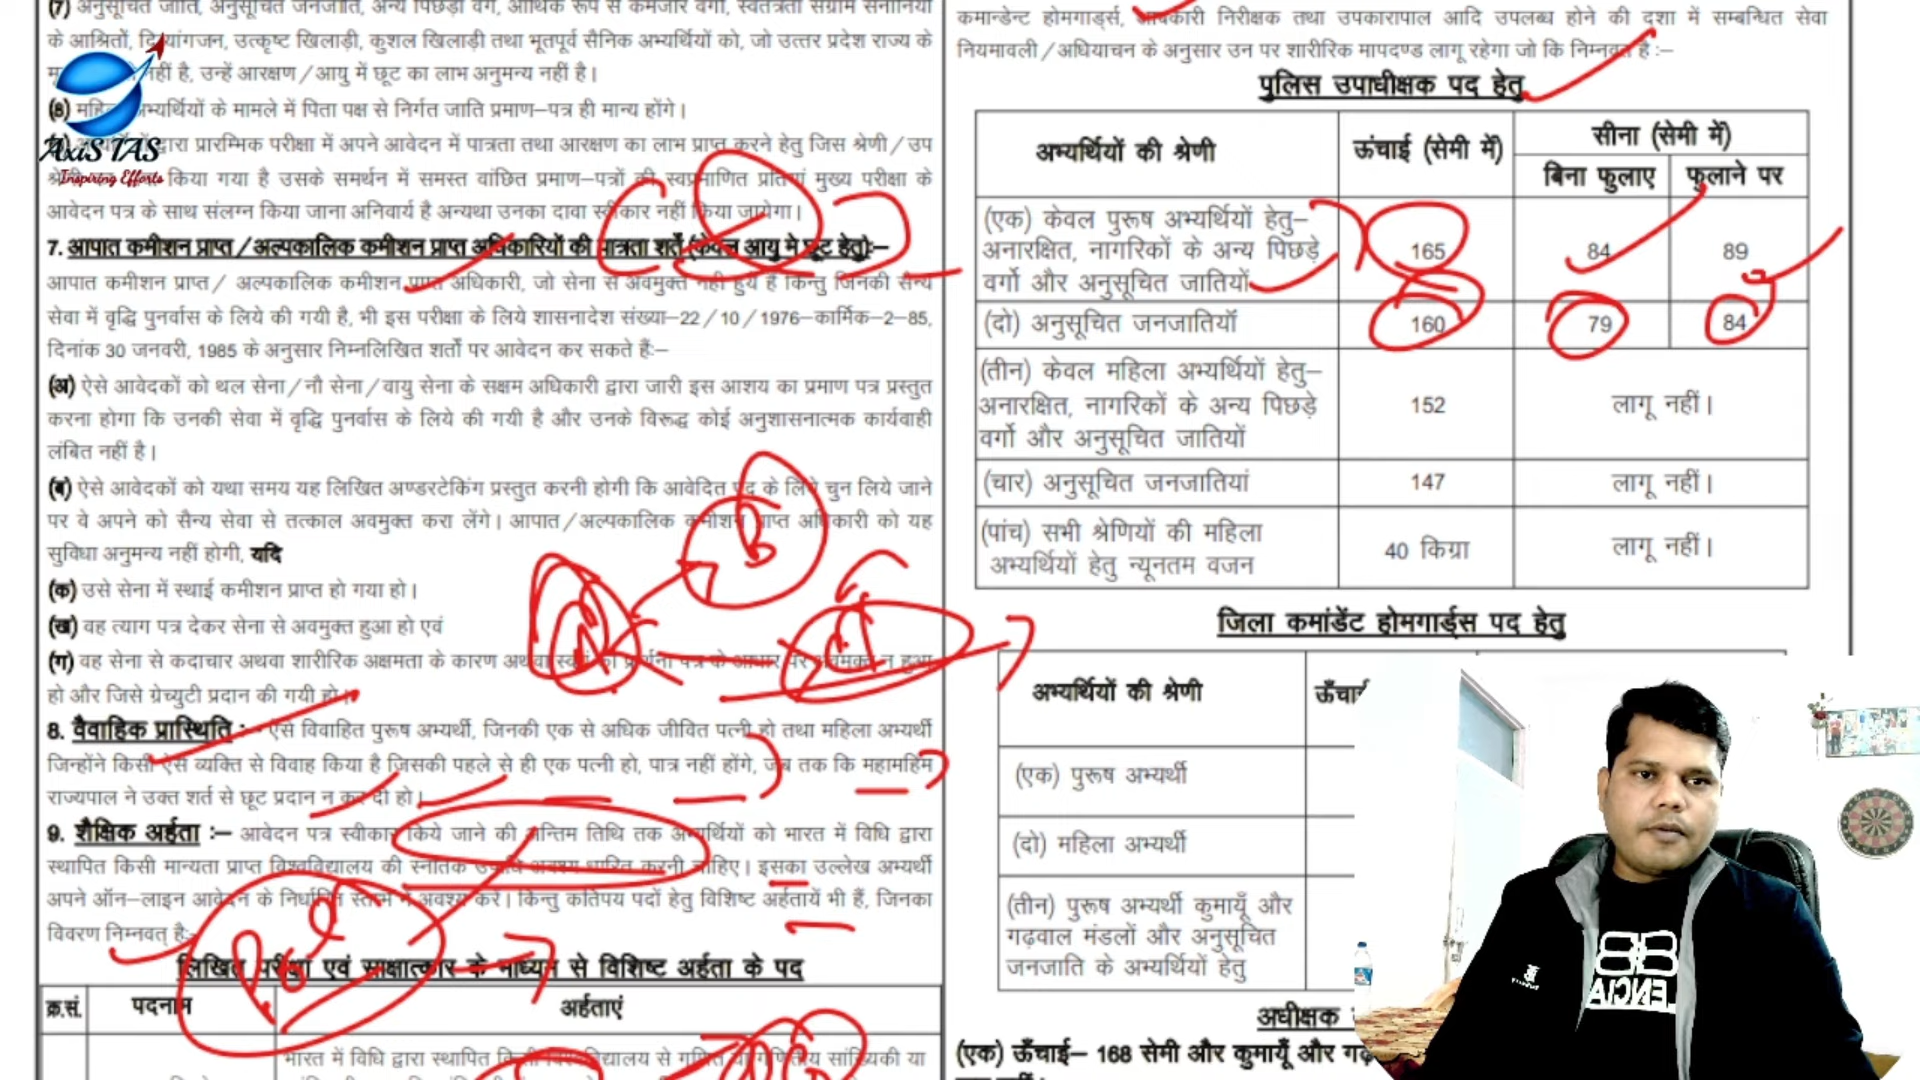 (7) अनुसूचित जाति, अनुसूचित जनजाति, अन्य पिछड़ा वर्ग, आर्थिक रूप से कमजोर वर्गो, स्वतंत्रता संग्राम सेनानियों
के आश्रितों, दिव्यांगजन, उत्कृष्ट खिलाड़ी, कुशल खिलाड़ी तथा भूतपूर्व सैनिक अभ्यर्थियों को, जो उत्तर प्रदेश राज्य के
नहीं है, उन्हें आरक्षण/आयु में छूट का लाभ अनुमन्य नहीं है।
(8) महिला अभ्यर्थियों के मामले में पिता पक्ष से निर्गत जाति प्रमाण–पत्र ही मान्य होंगे।
द्वारा प्रारम्भिक परीक्षा में अपने आवेदन में पात्रता तथा आरक्षण का लाभ प्राप्त करने हेतु जिस श्रेणी/उप
किया गया है उसके समर्थन में समस्त वांछित प्रमाण–पत्रों की स्वप्रमाणित प्रतियां मुख्य परीक्षा के
आवेदन पत्र के साथ संलग्न किया जाना अनिवार्य है अन्यथा उनका दावा स्वीकार नहीं किया जायेगा।
AxiS IAS
Inspiring Efforts
7. आपात कमीशन प्राप्त/अल्पकालिक कमीशन प्राप्त अधिकारियों की पात्रता शर्तें (केवल आयु मे छूट हेतु):–
आपात कमीशन प्राप्त/ अल्पकालिक कमीशन प्राप्त अधिकारी, जो सेना से अवमुक्त नहीं हुये हैं किन्तु जिनकी सैन्य
सेवा में वृद्धि पुनर्वास के लिये की गयी है, भी इस परीक्षा के लिये शासनादेश संख्या–22/10/1976–कार्मिक–2–85,
दिनांक 30 जनवरी, 1985 के अनुसार निम्नलिखित शर्तों पर आवेदन कर सकते हैं:–
(अ) ऐसे आवेदकों को थल सेना/नौ सेना/वायु सेना के सक्षम अधिकारी द्वारा जारी इस आशय का प्रमाण पत्र प्रस्तुत
करना होगा कि उनकी सेवा में वृद्धि पुनर्वास के लिये की गयी है और उनके विरूद्ध कोई अनुशासनात्मक कार्यवाही
लंबित नहीं है।
(ब) ऐसे आवेदकों को यथा समय यह लिखित अण्डरटेकिंग प्रस्तुत करनी होगी कि आवेदित पद के लिये चुन लिये जाने
पर वे अपने को सैन्य सेवा से तत्काल अवमुक्त करा लेंगे। आपात/अल्पकालिक कमीशन प्राप्त अधिकारी को यह
सुविधा अनुमन्य नहीं होगी, यदि
(क) उसे सेना में स्थाई कमीशन प्राप्त हो गया हो।
(ख) वह त्याग पत्र देकर सेना से अवमुक्त हुआ हो एवं
(ग) वह सेना से कदाचार अथवा शारीरिक अक्षमता के कारण अथवा स्वयं की प्रार्थना पत्र के आधार पर अवमुक्त न हुआ
हो और जिसे ग्रेच्युटी प्रदान की गयी हो।
8. वैवाहिक प्रास्थिति :– ऐसे विवाहित पुरूष अभ्यर्थी, जिनकी एक से अधिक जीवित पत्नी हो तथा महिला अभ्यर्थी
जिन्होंने किसी ऐसे व्यक्ति से विवाह किया है जिसकी पहले से ही एक पत्नी हो, पात्र नहीं होंगे, जब तक कि महामहिम
राज्यपाल ने उक्त शर्त से छूट प्रदान न कर दी हो।
9. शैक्षिक अर्हता :– आवेदन पत्र स्वीकार किये जाने की अन्तिम तिथि तक अभ्यर्थियों को भारत में विधि द्वारा
स्थापित किसी मान्यता प्राप्त विश्वविद्यालय की स्नातक उपाधि अवश्य धारित करनी चाहिए। इसका उल्लेख अभ्यर्थी
अपने ऑन–लाइन आवेदन के निर्धारित स्तम्भ में अवश्य करें। किन्तु कतिपय पदों हेतु विशिष्ट अर्हतायें भी हैं, जिनका
विवरण निम्नवत् है:–
लिखित परीक्षा एवं साक्षात्कार के माध्यम से विशिष्ट अर्हता के पद
क्र.सं. पदनाम अर्हताएं
भारत में विधि द्वारा स्थापित किसी विश्वविद्यालय से गणित या गणितीय सांख्यिकी या
B
A
कमान्डेन्ट होमगार्ड्स, आबकारी निरीक्षक तथा उपकारापाल आदि उपलब्ध होने की दशा में सम्बन्धित सेवा
नियमावली/अधियाचन के अनुसार उन पर शारीरिक मापदण्ड लागू रहेगा जो कि निम्नवत है :–
पुलिस उपाधीक्षक पद हेतु
अभ्यर्थियों की श्रेणी ऊंचाई (सेमी में) सीना (सेमी में)
बिना फुलाए फुलाने पर
(एक) केवल पुरूष अभ्यर्थियों हेतु–
अनारक्षित, नागरिकों के अन्य पिछड़े 165 84 89
वर्गो और अनुसूचित जातियों
(दो) अनुसूचित जनजातियॉ 160 79 84
(तीन) केवल महिला अभ्यर्थियों हेतु–
अनारक्षित, नागरिकों के अन्य पिछड़े 152 लागू नहीं।
वर्गो और अनुसूचित जातियों
(चार) अनुसूचित जनजातियां 147 लागू नहीं।
(पांच) सभी श्रेणियों की महिला
अभ्यर्थियों हेतु न्यूनतम वजन 40 किग्रा लागू नहीं।
जिला कमांडेंट होमगार्ड्स पद हेतु
अभ्यर्थियों की श्रेणी
(एक) पुरूष अभ्यर्थी
(दो) महिला अभ्यर्थी
(तीन) पुरूष अभ्यर्थी कुमायूँ और
गढ़वाल मंडलों और अनुसूचित
जनजाति के अभ्यर्थियों हेतु
अधीक्षक
(एक) ऊँचाई– 168 सेमी और कुमायूँ और